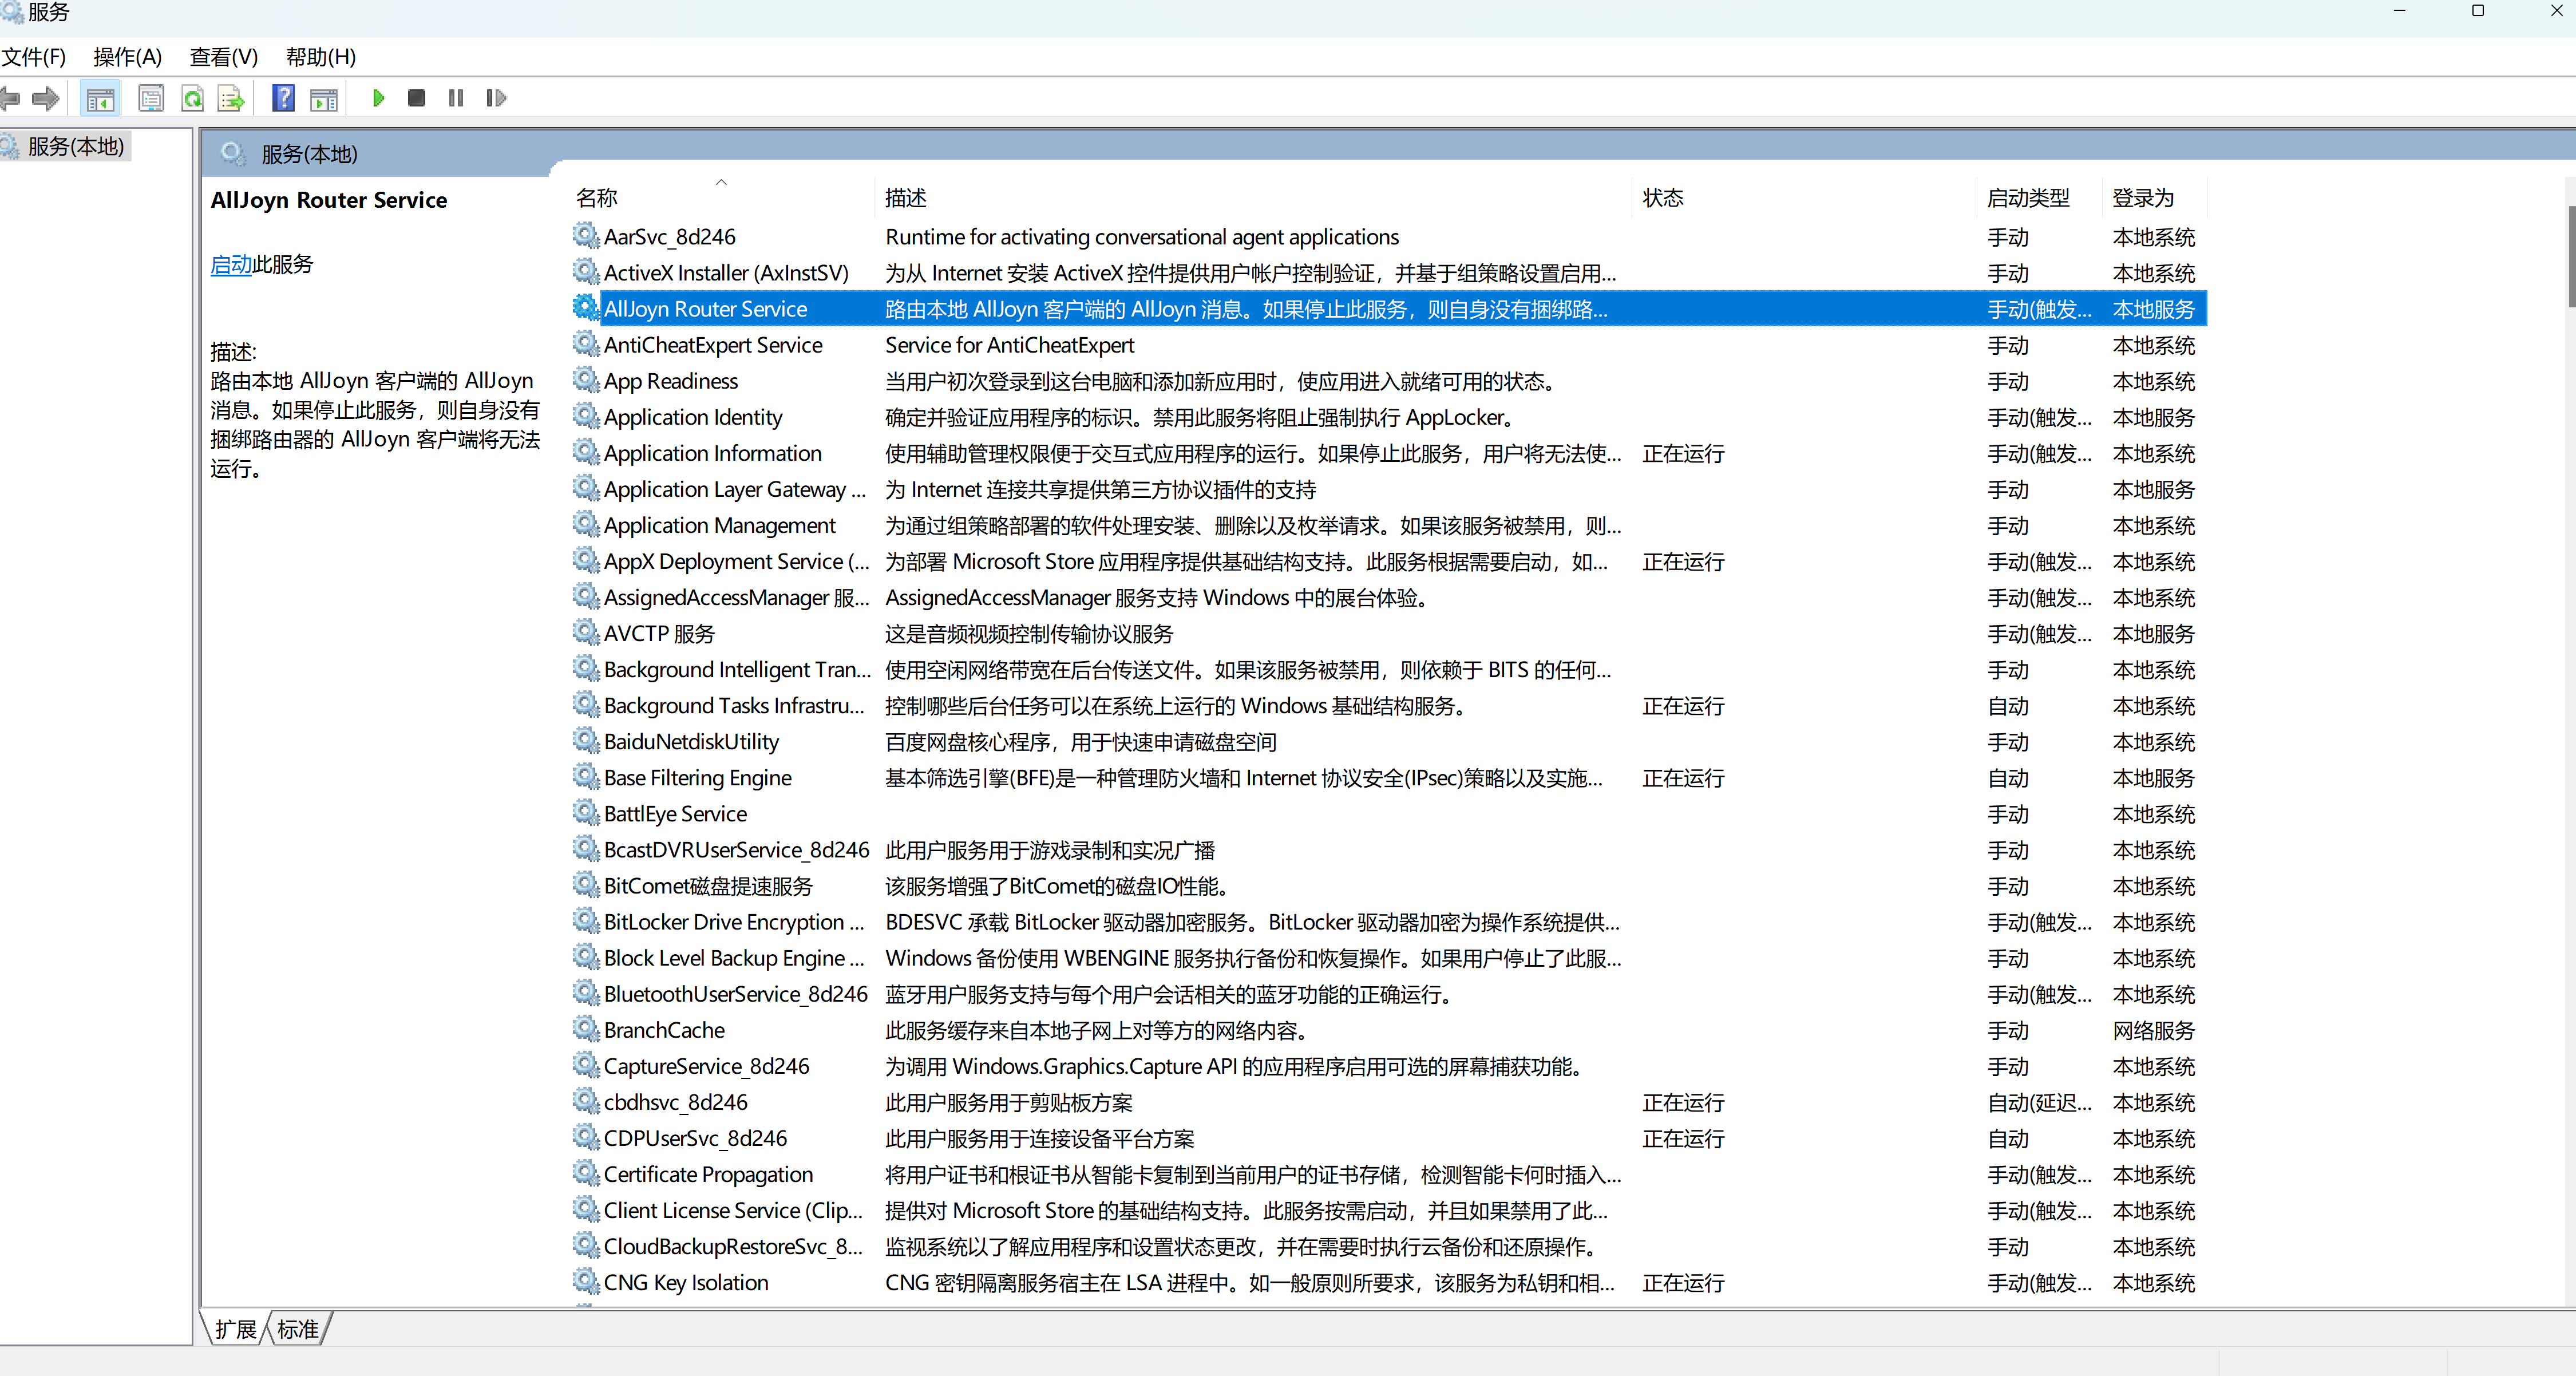 服务
文件(F) 操作(A) 查看(V) 帮助(H)
服务(本地)
服务(本地)
AllJoyn Router Service
启动此服务
描述:
路由本地 AllJoyn 客户端的 AllJoyn
消息。如果停止此服务，则自身没有
捆绑路由器的 AllJoyn 客户端将无法
运行。
名称 描述 状态 启动类型 登录为
AarSvc_8d246 Runtime for activating conversational agent applications 手动 本地系统
ActiveX Installer (AxInstSV) 为从 Internet 安装 ActiveX 控件提供用户帐户控制验证，并基于组策略设置启用... 手动 本地系统
AllJoyn Router Service 路由本地 AllJoyn 客户端的 AllJoyn 消息。如果停止此服务，则自身没有捆绑路... 手动(触发... 本地服务
AntiCheatExpert Service Service for AntiCheatExpert 手动 本地系统
App Readiness 当用户初次登录到这台电脑和添加新应用时，使应用进入就绪可用的状态。 手动 本地系统
Application Identity 确定并验证应用程序的标识。禁用此服务将阻止强制执行 AppLocker。 手动(触发... 本地服务
Application Information 使用辅助管理权限便于交互式应用程序的运行。如果停止此服务，用户将无法使... 正在运行 手动(触发... 本地系统
Application Layer Gateway ... 为 Internet 连接共享提供第三方协议插件的支持 手动 本地服务
Application Management 为通过组策略部署的软件处理安装、删除以及枚举请求。如果该服务被禁用，则... 手动 本地系统
AppX Deployment Service (... 为部署 Microsoft Store 应用程序提供基础结构支持。此服务根据需要启动，如... 正在运行 手动(触发... 本地系统
AssignedAccessManager 服... AssignedAccessManager 服务支持 Windows 中的展台体验。 手动(触发... 本地系统
AVCTP 服务 这是音频视频控制传输协议服务 手动(触发... 本地服务
Background Intelligent Tran... 使用空闲网络带宽在后台传送文件。如果该服务被禁用，则依赖于 BITS 的任何... 手动 本地系统
Background Tasks Infrastru... 控制哪些后台任务可以在系统上运行的 Windows 基础结构服务。 正在运行 自动 本地系统
BaiduNetdiskUtility 百度网盘核心程序，用于快速申请磁盘空间 手动 本地系统
Base Filtering Engine 基本筛选引擎(BFE)是一种管理防火墙和 Internet 协议安全(IPsec)策略以及实施... 正在运行 自动 本地服务
BattlEye Service 手动 本地系统
BcastDVRUserService_8d246 此用户服务用于游戏录制和实况广播 手动 本地系统
BitComet磁盘提速服务 该服务增强了BitComet的磁盘IO性能。 手动 本地系统
BitLocker Drive Encryption ... BDESVC 承载 BitLocker 驱动器加密服务。BitLocker 驱动器加密为操作系统提供... 手动(触发... 本地系统
Block Level Backup Engine ... Windows 备份使用 WBENGINE 服务执行备份和恢复操作。如果用户停止了此服... 手动 本地系统
BluetoothUserService_8d246 蓝牙用户服务支持与每个用户会话相关的蓝牙功能的正确运行。 手动(触发... 本地系统
BranchCache 此服务缓存来自本地子网上对等方的网络内容。 手动 网络服务
CaptureService_8d246 为调用 Windows.Graphics.Capture API 的应用程序启用可选的屏幕捕获功能。 手动 本地系统
cbdhsvc_8d246 此用户服务用于剪贴板方案 正在运行 自动(延迟... 本地系统
CDPUserSvc_8d246 此用户服务用于连接设备平台方案 正在运行 自动 本地系统
Certificate Propagation 将用户证书和根证书从智能卡复制到当前用户的证书存储，检测智能卡何时插入... 手动(触发... 本地系统
Client License Service (Clip... 提供对 Microsoft Store 的基础结构支持。此服务按需启动，并且如果禁用了此... 手动(触发... 本地系统
CloudBackupRestoreSvc_8... 监视系统以了解应用程序和设置状态更改，并在需要时执行云备份和还原操作。 手动 本地系统
CNG Key Isolation CNG 密钥隔离服务宿主在 LSA 进程中。如一般原则所要求，该服务为私钥和相... 正在运行 手动(触发... 本地系统
扩展 标准